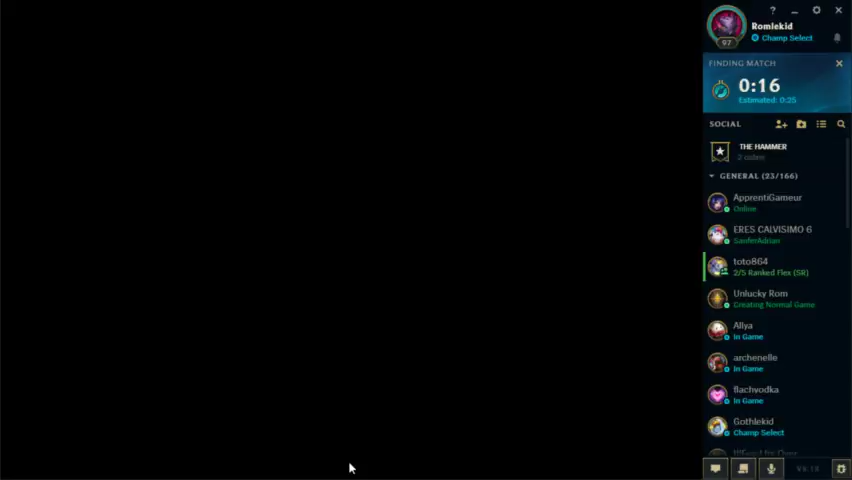 ?
Romlekid
97
Champ Select
FINDING MATCH
0:16
Estimated: 0:25
SOCIAL
THE HAMMER
GENERAL (23/166)
ApprentiGameur
Online
ERES CALVISIMO 6
SauferAdrian
toto864
2/5 Ranked Flex (SR)
Unlucky Rom
Creating Normal Game
Allya
In Game
archenelle
In Game
flachvodka
In Game
Gothlekid
Champ Select